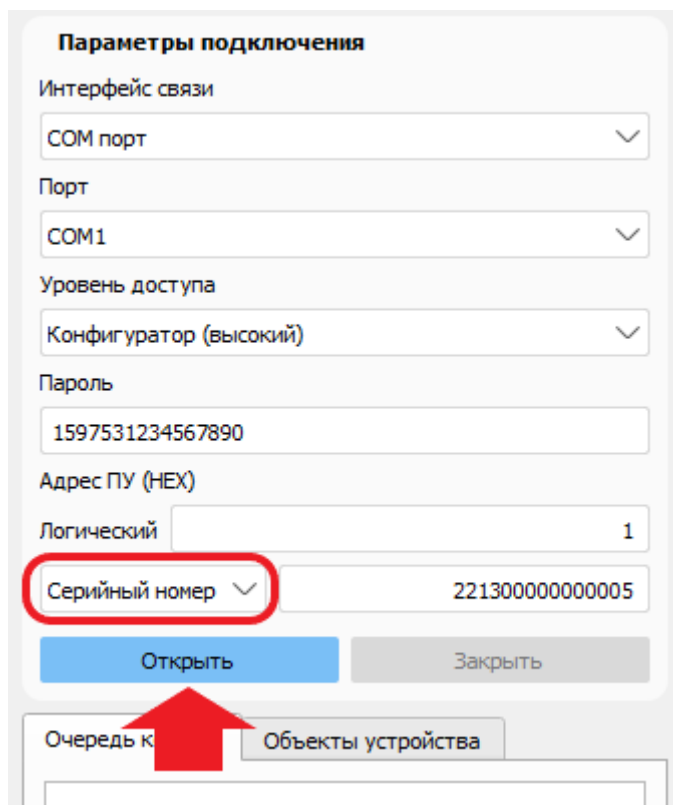 Параметры подключения
Интерфейс связи
COM порт
Порт
COM1
Уровень доступа
Конфигуратор (высокий)
Пароль
1597531234567890
Адрес ПУ (HEX)
Логический 1
Серийный номер 221300000000005
Открыть Закрыть
Очередь к Объекты устройства